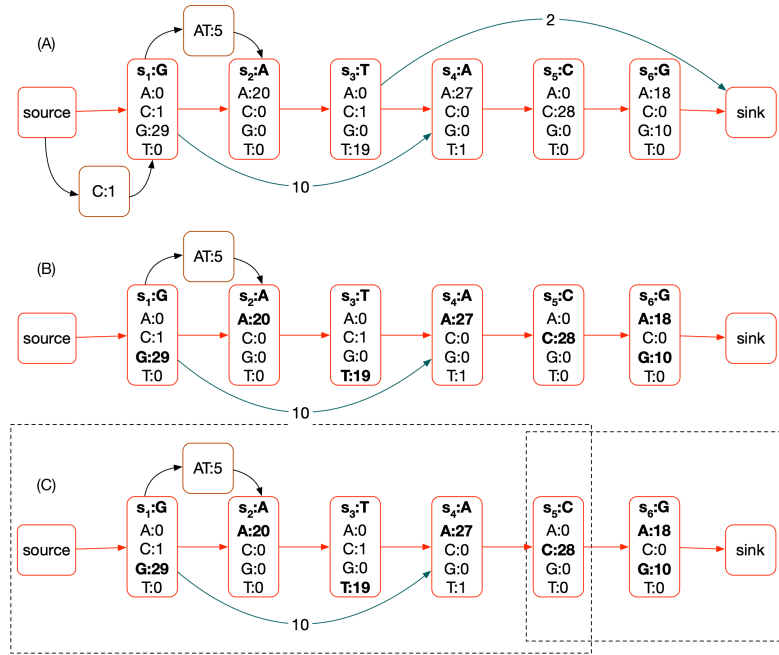 (A)
AT:5
2
source
C:1
s1:G
A:0
C:1
G:29
T:0
s2:A
A:20
C:0
G:0
T:0
s3:T
A:0
C:1
G:0
T:19
s4:A
A:27
C:0
G:0
T:1
s5:C
A:0
C:28
G:0
T:0
s6:G
A:18
C:0
G:10
T:0
sink
10
(B)
AT:5
source
s1:G
A:0
C:1
G:29
T:0
s2:A
A:20
C:0
G:0
T:0
s3:T
A:0
C:1
G:0
T:19
s4:A
A:27
C:0
G:0
T:1
s5:C
A:0
C:28
G:0
T:0
s6:G
A:18
C:0
G:10
T:0
sink
10
(C)
AT:5
source
s1:G
A:0
C:1
G:29
T:0
s2:A
A:20
C:0
G:0
T:0
s3:T
A:0
C:1
G:0
T:19
s4:A
A:27
C:0
G:0
T:1
s5:C
A:0
C:28
G:0
T:0
s6:G
A:18
C:0
G:10
T:0
sink
10